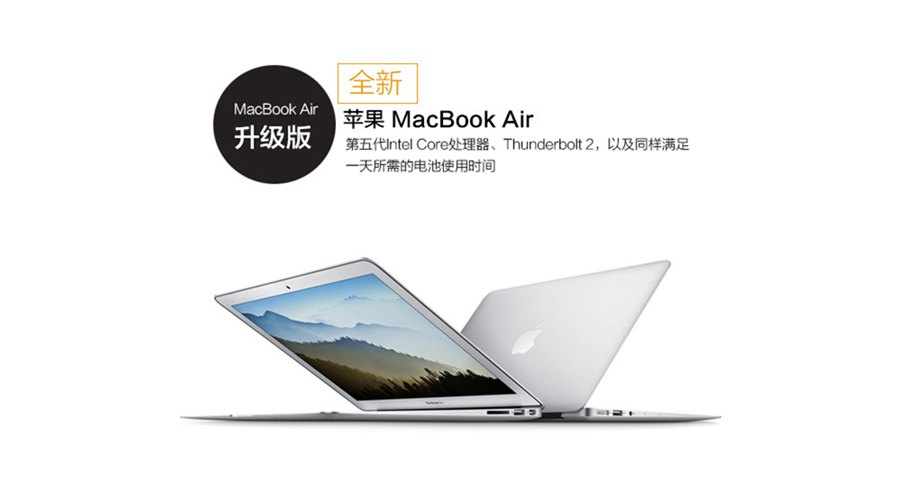 MacBook Air
升级版
全新
苹果 MacBook Air
第五代Intel Core处理器、Thunderbolt 2，以及同样满足
一天所需的电池使用时间